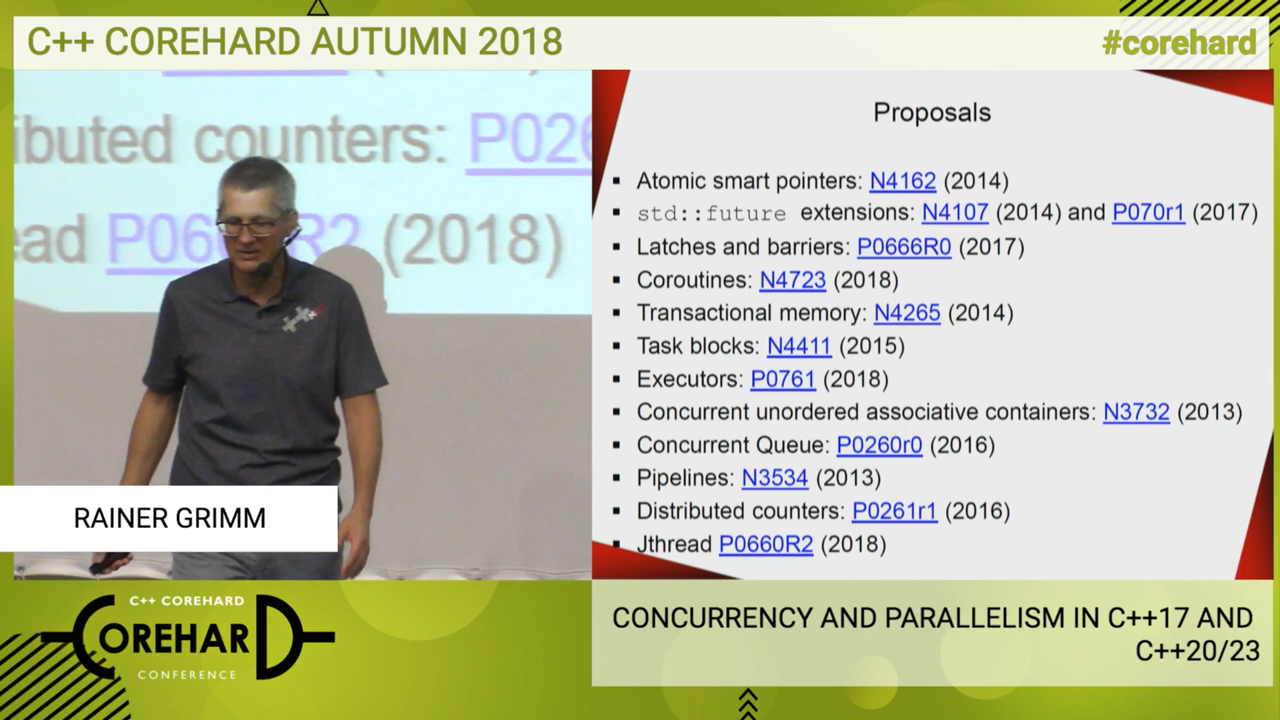 C++ COREHARD AUTUMN 2018
#corehard
ibuted counters: P026
ead P0660R2 (2018)
RAINER GRIMM
C++ COREHARD
COREHARD
CONFERENCE
Proposals
Atomic smart pointers: N4162 (2014)
std::future extensions: N4107 (2014) and P070r1 (2017)
Latches and barriers: P0666R0 (2017)
Coroutines: N4723 (2018)
Transactional memory: N4265 (2014)
Task blocks: N4411 (2015)
Executors: P0761 (2018)
Concurrent unordered associative containers: N3732 (2013)
Concurrent Queue: P0260r0 (2016)
Pipelines: N3534 (2013)
Distributed counters: P0261r1 (2016)
Jthread P0660R2 (2018)
CONCURRENCY AND PARALLELISM IN C++17 AND
C++20/23